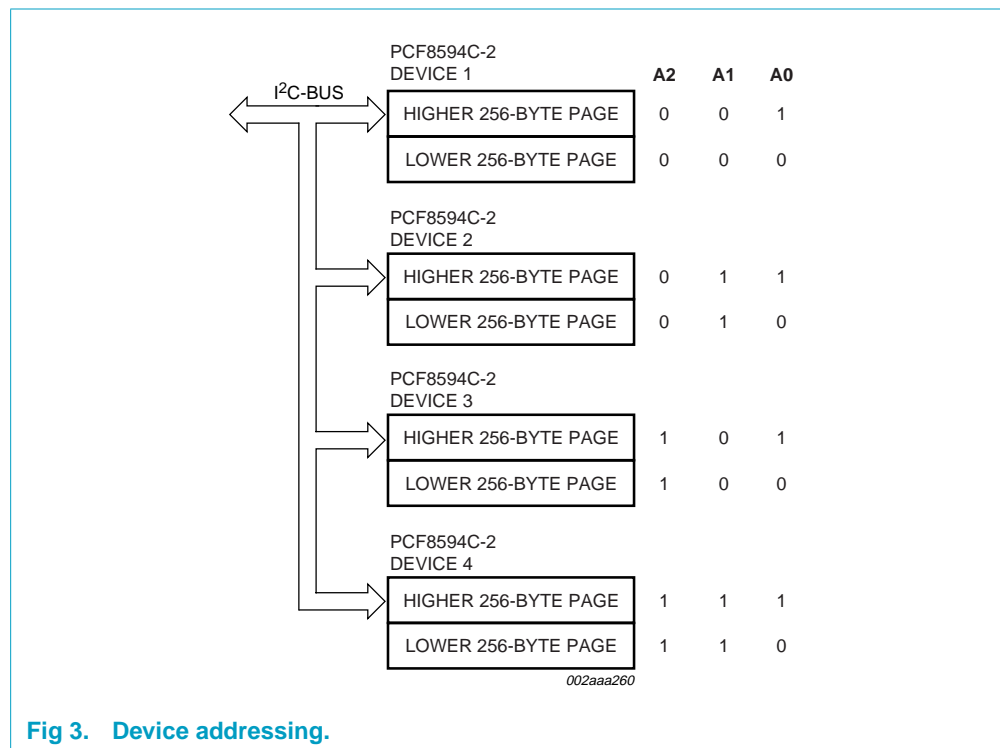 PCF8594C-2
DEVICE 1 A2 A1 A0
I²C-BUS
HIGHER 256-BYTE PAGE 0 0 1
LOWER 256-BYTE PAGE 0 0 0
PCF8594C-2
DEVICE 2
HIGHER 256-BYTE PAGE 0 1 1
LOWER 256-BYTE PAGE 0 1 0
PCF8594C-2
DEVICE 3
HIGHER 256-BYTE PAGE 1 0 1
LOWER 256-BYTE PAGE 1 0 0
PCF8594C-2
DEVICE 4
HIGHER 256-BYTE PAGE 1 1 1
LOWER 256-BYTE PAGE 1 1 0
002aaa260
Fig 3. Device addressing.